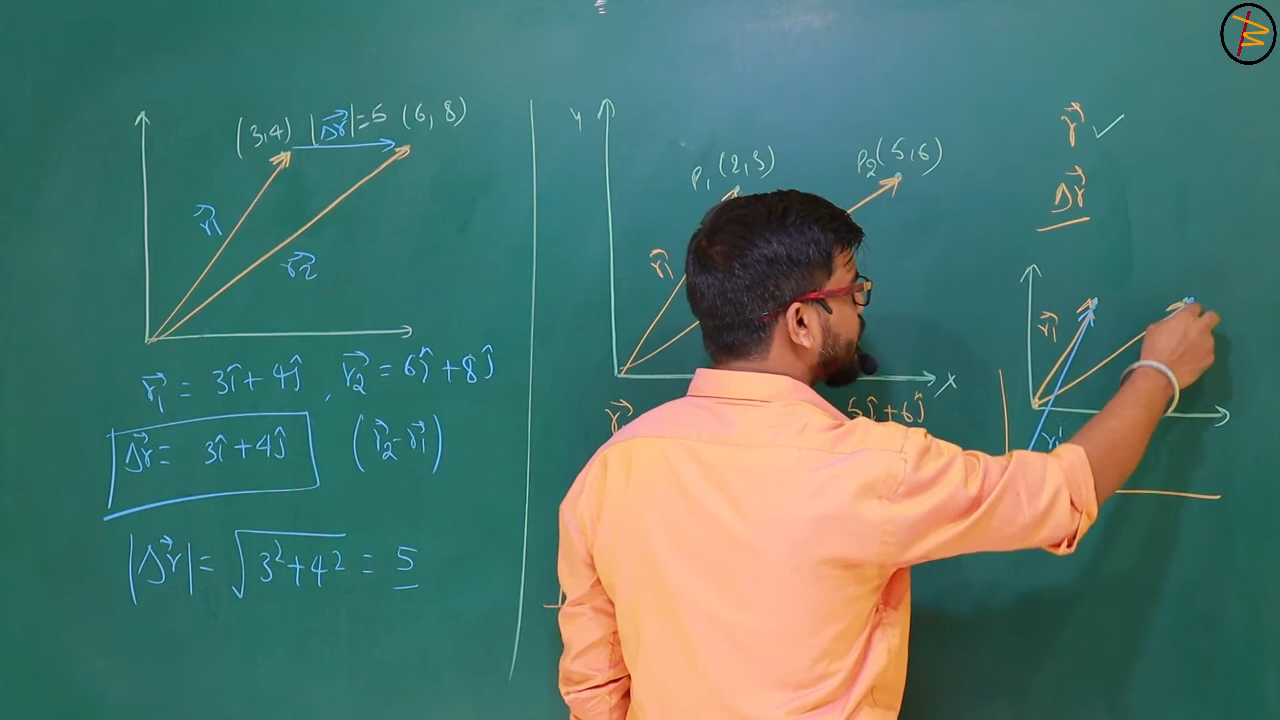 (3,4) |Δr⃗|=5 (6, 8)
r⃗1
r⃗2
r⃗1 = 3î+4ĵ , r⃗2 = 6ĵ+8ĵ
Δr⃗ = 3î+4ĵ (r⃗2-r⃗1)
|Δr⃗| = √3²+4² = 5
y
P1 (2,3)
P2 (5,6)
r⃗1
x
r⃗
5î+6ĵ
r⃗ ✓
Δr⃗
r⃗1